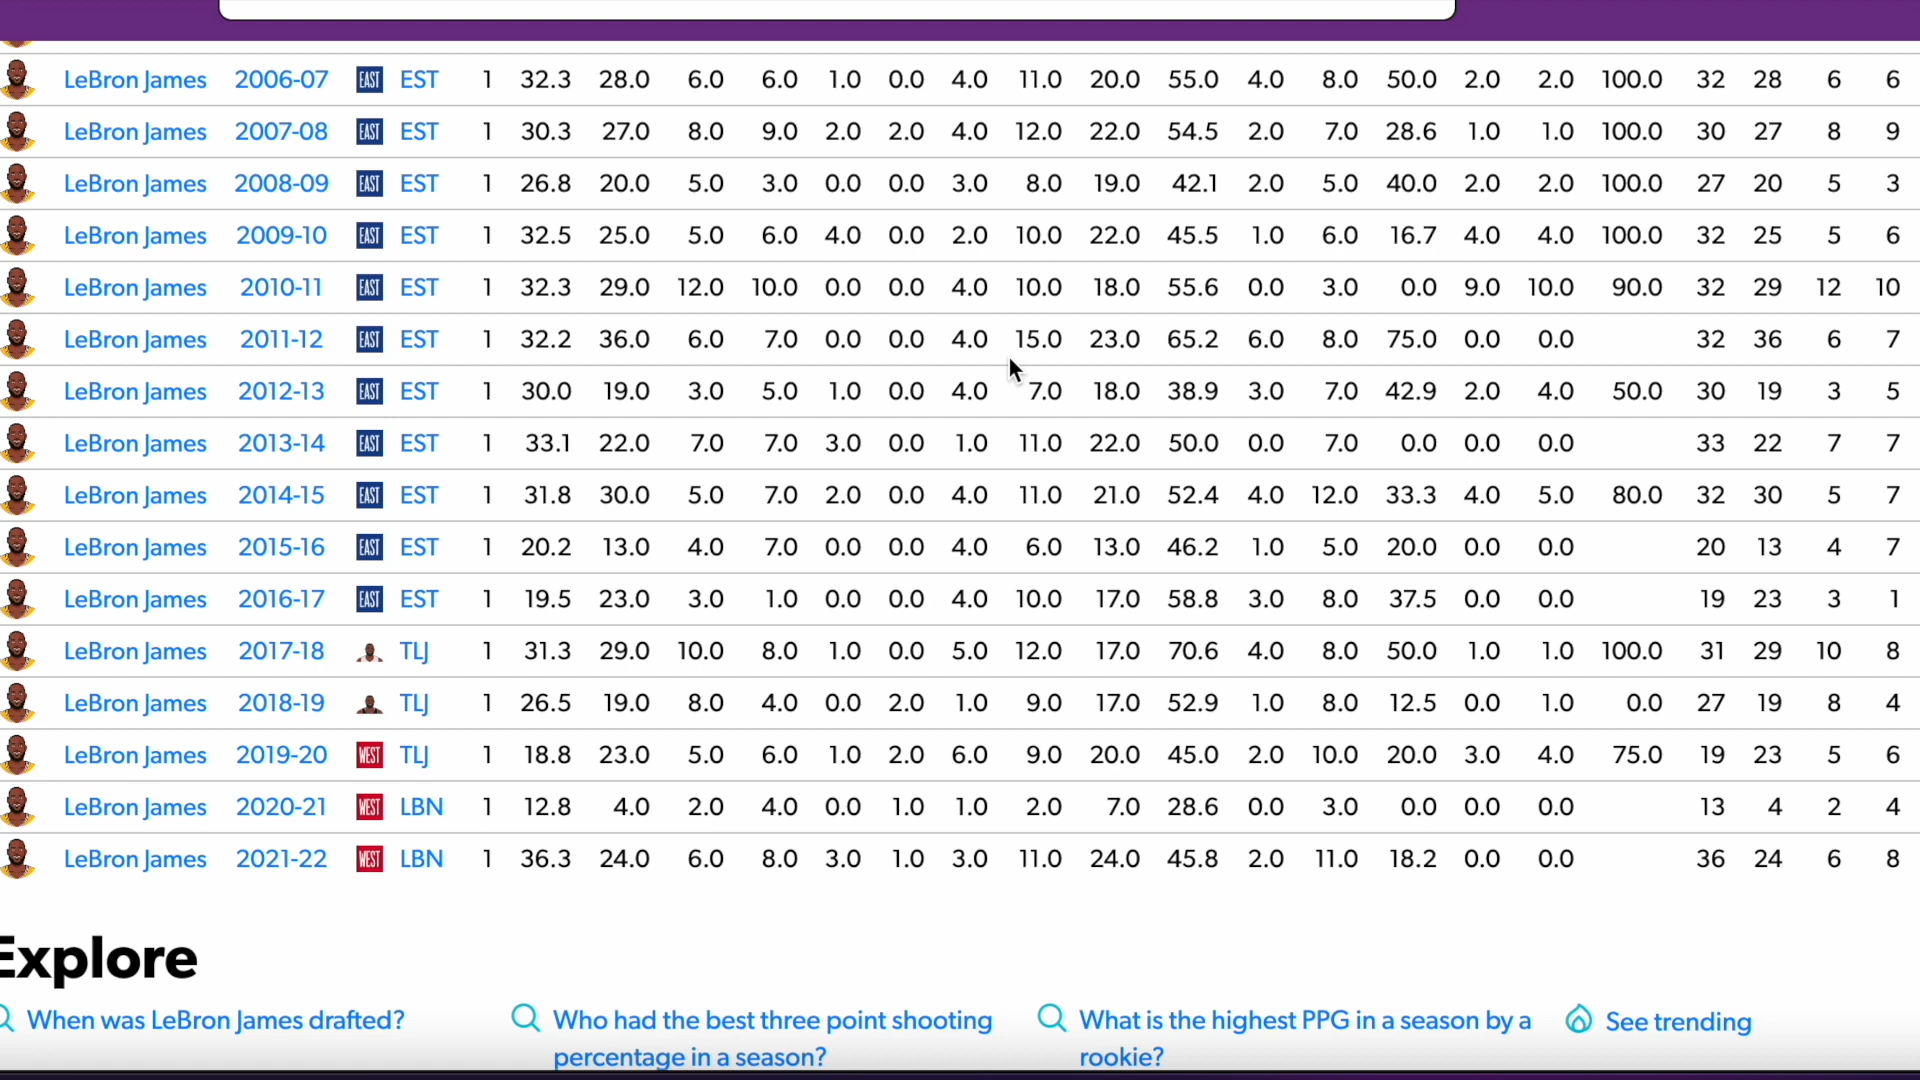 LeBron James 2006-07 EAST EST 1 32.3 28.0 6.0 6.0 1.0 0.0 4.0 11.0 20.0 55.0 4.0 8.0 50.0 2.0 2.0 100.0 32 28 6 6
LeBron James 2007-08 EAST EST 1 30.3 27.0 8.0 9.0 2.0 2.0 4.0 12.0 22.0 54.5 2.0 7.0 28.6 1.0 1.0 100.0 30 27 8 9
LeBron James 2008-09 EAST EST 1 26.8 20.0 5.0 3.0 0.0 0.0 3.0 8.0 19.0 42.1 2.0 5.0 40.0 2.0 2.0 100.0 27 20 5 3
LeBron James 2009-10 EAST EST 1 32.5 25.0 5.0 6.0 4.0 0.0 2.0 10.0 22.0 45.5 1.0 6.0 16.7 4.0 4.0 100.0 32 25 5 6
LeBron James 2010-11 EAST EST 1 32.3 29.0 12.0 10.0 0.0 0.0 4.0 10.0 18.0 55.6 0.0 3.0 0.0 9.0 10.0 90.0 32 29 12 10
LeBron James 2011-12 EAST EST 1 32.2 36.0 6.0 7.0 0.0 0.0 4.0 15.0 23.0 65.2 6.0 8.0 75.0 0.0 0.0 32 36 6 7
LeBron James 2012-13 EAST EST 1 30.0 19.0 3.0 5.0 1.0 0.0 4.0 7.0 18.0 38.9 3.0 7.0 42.9 2.0 4.0 50.0 30 19 3 5
LeBron James 2013-14 EAST EST 1 33.1 22.0 7.0 7.0 3.0 0.0 1.0 11.0 22.0 50.0 0.0 7.0 0.0 0.0 0.0 33 22 7 7
LeBron James 2014-15 EAST EST 1 31.8 30.0 5.0 7.0 2.0 0.0 4.0 11.0 21.0 52.4 4.0 12.0 33.3 4.0 5.0 80.0 32 30 5 7
LeBron James 2015-16 EAST EST 1 20.2 13.0 4.0 7.0 0.0 0.0 4.0 6.0 13.0 46.2 1.0 5.0 20.0 0.0 0.0 20 13 4 7
LeBron James 2016-17 EAST EST 1 19.5 23.0 3.0 1.0 0.0 0.0 4.0 10.0 17.0 58.8 3.0 8.0 37.5 0.0 0.0 19 23 3 1
LeBron James 2017-18 TLJ 1 31.3 29.0 10.0 8.0 1.0 0.0 5.0 12.0 17.0 70.6 4.0 8.0 50.0 1.0 1.0 100.0 31 29 10 8
LeBron James 2018-19 TLJ 1 26.5 19.0 8.0 4.0 0.0 2.0 1.0 9.0 17.0 52.9 1.0 8.0 12.5 0.0 1.0 0.0 27 19 8 4
LeBron James 2019-20 WEST TLJ 1 18.8 23.0 5.0 6.0 1.0 2.0 6.0 9.0 20.0 45.0 2.0 10.0 20.0 3.0 4.0 75.0 19 23 5 6
LeBron James 2020-21 WEST LBN 1 12.8 4.0 2.0 4.0 0.0 1.0 1.0 2.0 7.0 28.6 0.0 3.0 0.0 0.0 0.0 13 4 2 4
LeBron James 2021-22 WEST LBN 1 36.3 24.0 6.0 8.0 3.0 1.0 3.0 11.0 24.0 45.8 2.0 11.0 18.2 0.0 0.0 36 24 6 8
Explore
When was LeBron James drafted?
Who had the best three point shooting
percentage in a season?
What is the highest PPG in a season by a
rookie?
See trending